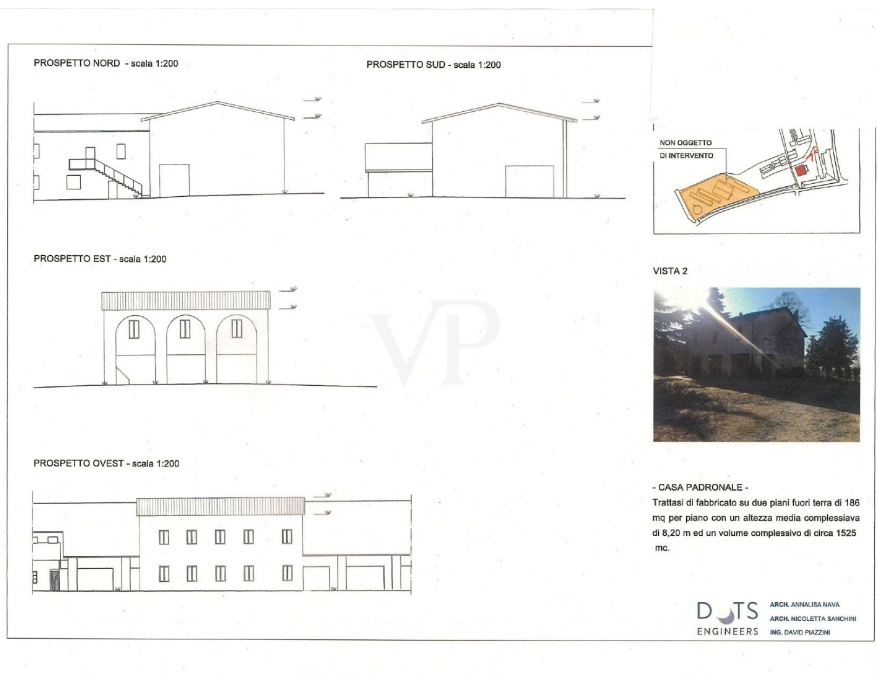 PROSPETTO NORD - scala 1:200
PROSPETTO SUD - scala 1:200
NON OGGETTO
DI INTERVENTO
PROSPETTO EST - scala 1:200
VISTA 2
VP
PROSPETTO OVEST - scala 1:200
- CASA PADRONALE -
Trattasi di fabbricato su due piani fuori terra di 186
mq per piano con un altezza media complessiava
di 8,20 m ed un volume complessivo di circa 1525
mc.
DOTS
ENGINEERS
ARCH. ANNALISA NAVA
ARCH. NICOLETTA SANCHINI
ING. DAVID PIAZZINI